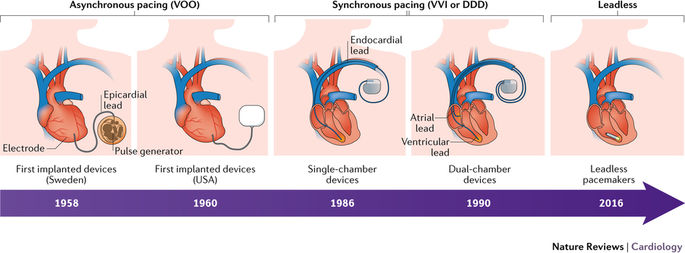 Asynchronous pacing (VOO)
Synchronous pacing (VVI or DDD)
Leadless
Endocardial
lead
Epicardial
lead
Electrode
Pulse generator
Atrial
lead
Ventricular
lead
First implanted devices
(Sweden)
First implanted devices
(USA)
Single-chamber
devices
Dual-chamber
devices
Leadless
pacemakers
1958
1960
1986
1990
2016
Nature Reviews | Cardiology